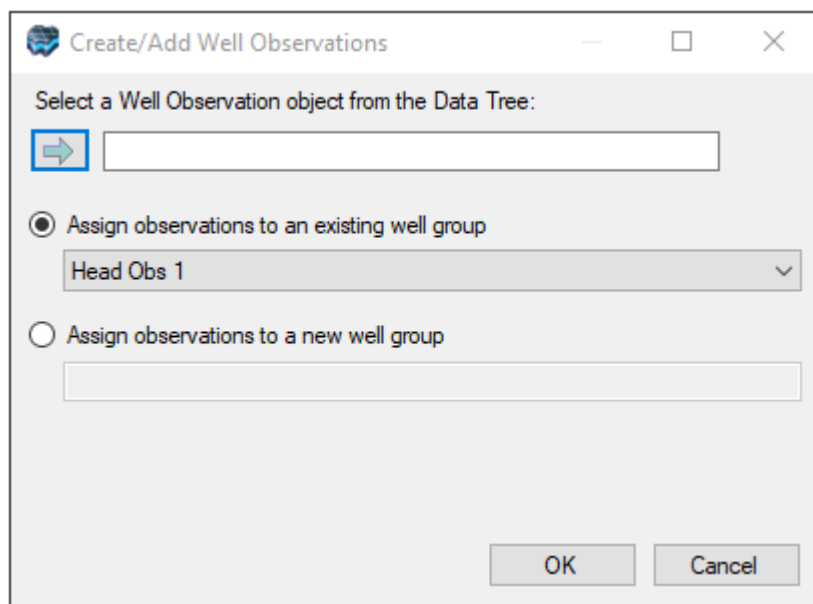 Create/Add Well Observations
Select a Well Observation object from the Data Tree:
Assign observations to an existing well group
Head Obs 1
Assign observations to a new well group
OK
Cancel